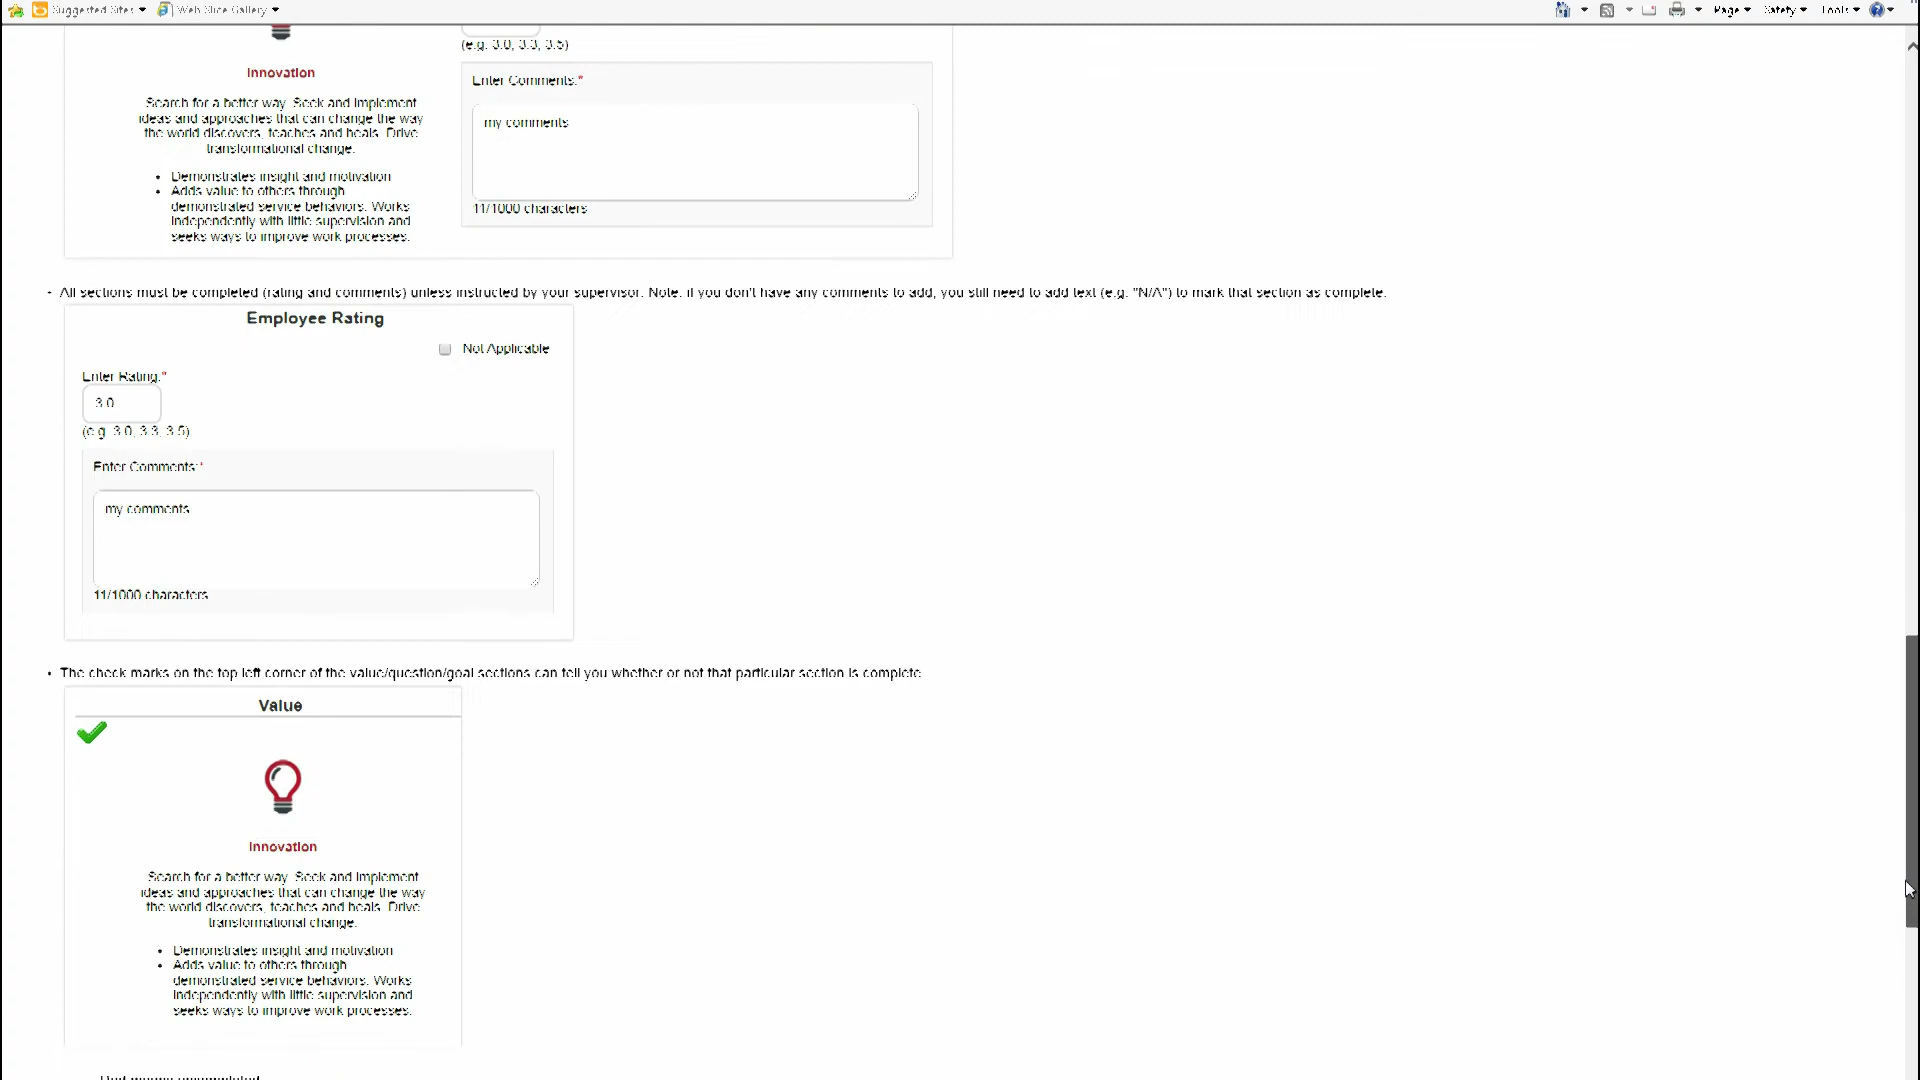 Suggested Sites
Web Slice Gallery
Page
Safety
Tools
(e.g. 3.0, 3.3, 3.5)
Innovation
Enter Comments:*
Search for a better way. Seek and implement
ideas and approaches that can change the way
the world discovers, teaches and heals. Drive
transformational change.
my comments
• Demonstrates insight and motivation
• Adds value to others through
demonstrated service behaviors. Works
independently with little supervision and
seeks ways to improve work processes.
11/1000 characters
• All sections must be completed (rating and comments) unless instructed by your supervisor. Note: if you don't have any comments to add, you still need to add text (e.g. "N/A") to mark that section as complete.
Employee Rating
Not Applicable
Enter Rating:*
3.0
(e.g. 3.0, 3.3, 3.5)
Enter Comments:*
my comments
11/1000 characters
• The check marks on the top left corner of the value/question/goal sections can tell you whether or not that particular section is complete
Value
Innovation
Search for a better way. Seek and implement
ideas and approaches that can change the way
the world discovers, teaches and heals. Drive
transformational change.
• Demonstrates insight and motivation
• Adds value to others through
demonstrated service behaviors. Works
independently with little supervision and
seeks ways to improve work processes.